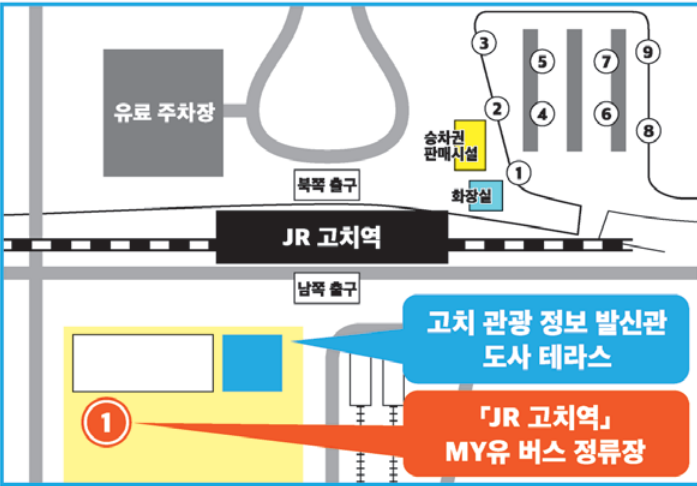 ③
⑨
⑤
⑦
유료 주차장
②
④
⑥
승차권
판매시설
⑧
①
북쪽 출구
화장실
JR 고치역
남쪽 출구
고치 관광 정보 발신관
도사 테라스
①
「JR 고치역」
MY유 버스 정류장